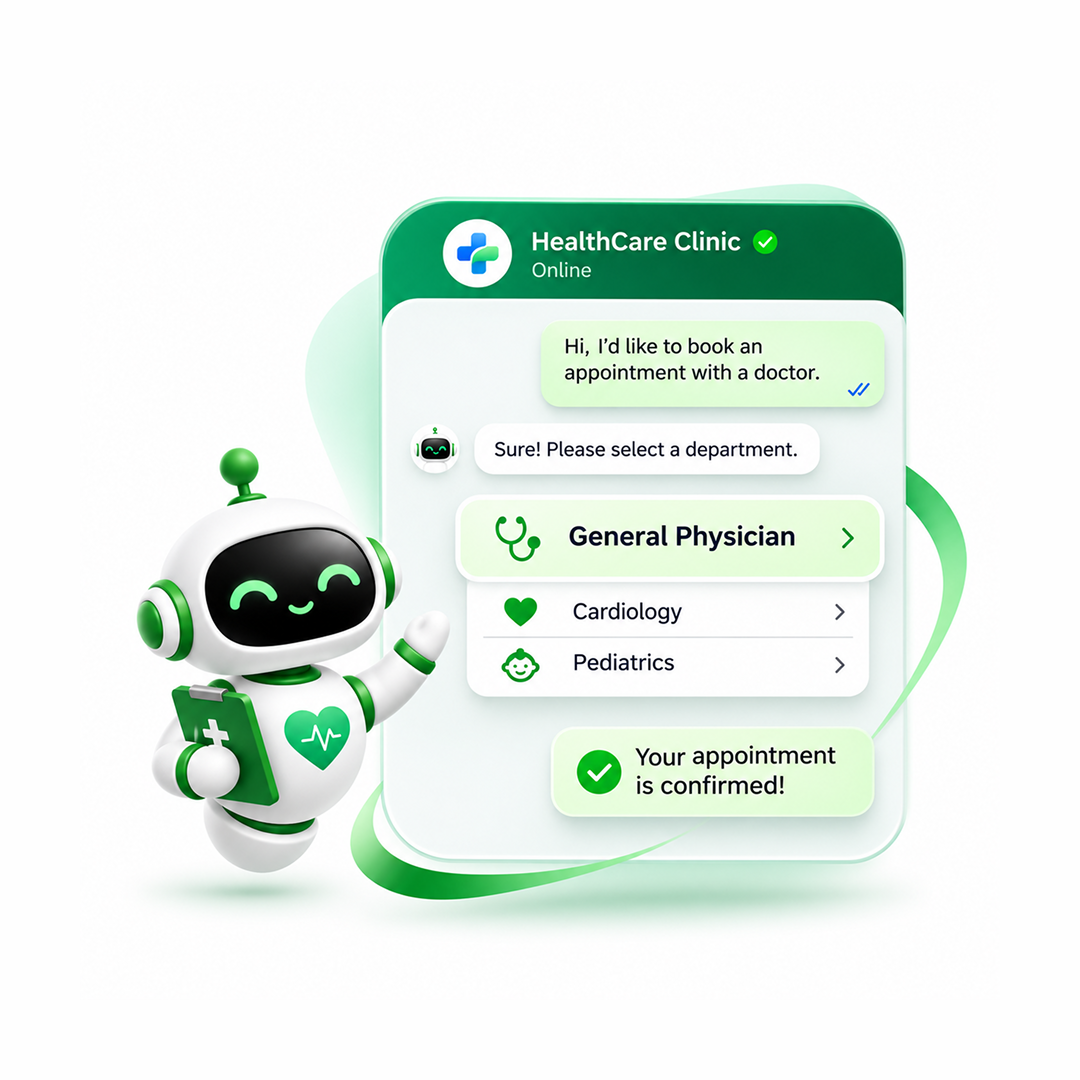 HealthCare Clinic
Online
Hi, I’d like to book an
appointment with a doctor.
Sure! Please select a department.
General Physician
Cardiology
Pediatrics
Your appointment
is confirmed!